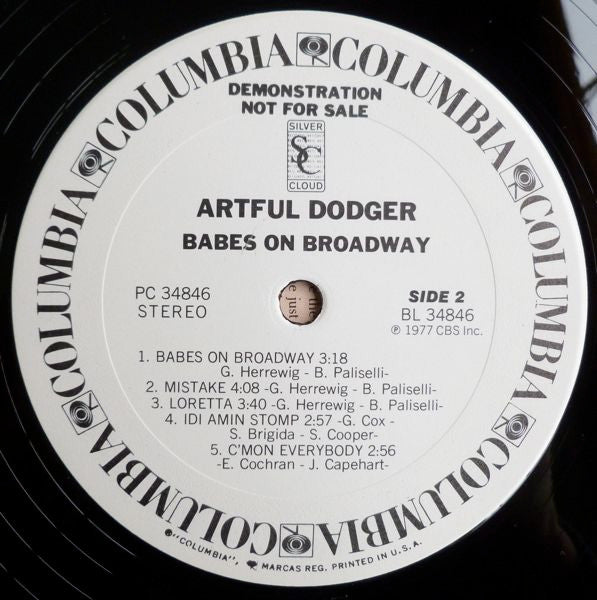 COLUMBIA COLUMBIA COLUMBIA COLUMBIA COLUMBIA COLUMBIA COLUMBIA COLUMBIA
DEMONSTRATION
NOT FOR SALE
SILVER
SC
CLOUD
ARTFUL DODGER
BABES ON BROADWAY
PC 34846
STEREO
SIDE 2
BL 34846
℗ 1977 CBS Inc.
1. BABES ON BROADWAY 3:18
G. Herrewig - B. Paliselli-
2. MISTAKE 4:08 -G. Herrewig - B. Paliselli-
3. LORETTA 3:40 -G. Herrewig - B. Paliselli-
4. IDI AMIN STOMP 2:57 -G. Cox -
S. Brigida - S. Cooper-
5. C'MON EVERYBODY 2:56
-E. Cochran - J. Capehart-
"COLUMBIA", MARCAS REG. PRINTED IN U.S.A.